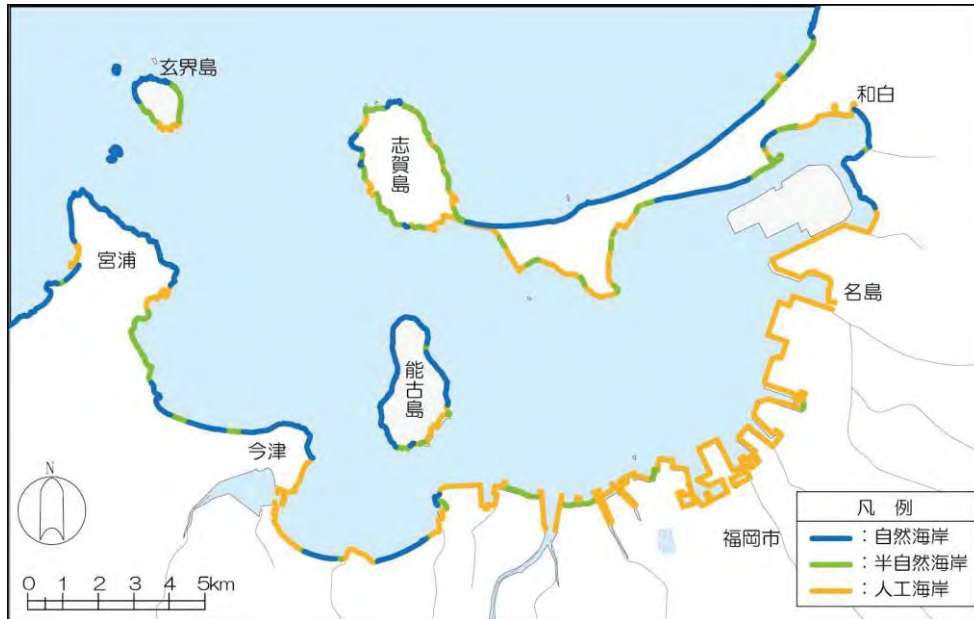 玄界島
和白
志賀島
宮浦
名島
能古島
今津
N
福岡市
凡 例
：自然海岸
：半自然海岸
：人工海岸
0 1 2 3 4 5km